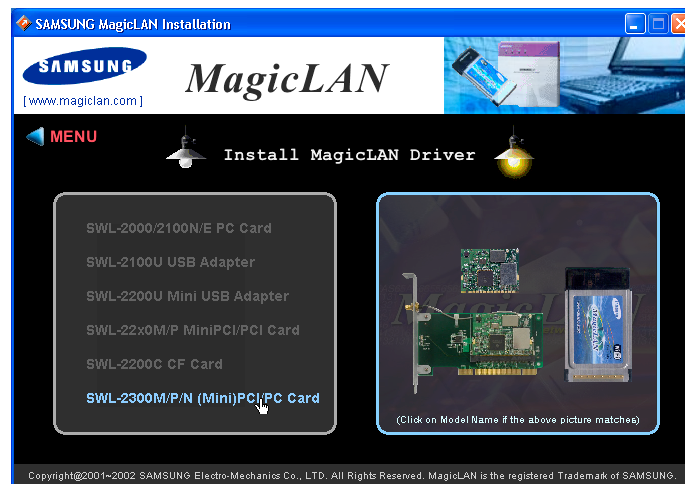 SAMSUNG MagicLAN Installation
SAMSUNG
MagicLAN
[ www.magiclan.com ]
MENU
Install MagicLAN Driver
SWL-2000/2100N/E PC Card
SWL-2100U USB Adapter
SWL-2200U Mini USB Adapter
SWL-22x0M/P MiniPCI/PCI Card
SWL-2200C CF Card
SWL-2300M/P/N (Mini)PCI/PC Card
MagicLAN
(Click on Model Name if the above picture matches)
Copyright@2001~2002 SAMSUNG Electro-Mechanics Co., LTD. All Rights Reserved. MagicLAN is the registered Trademark of SAMSUNG.